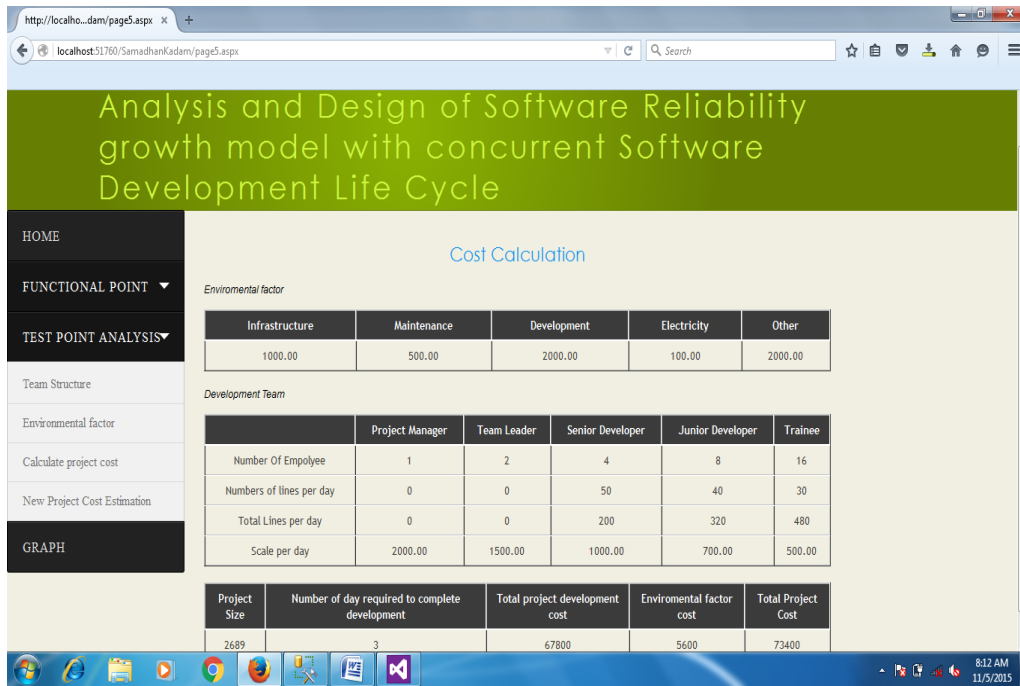 http://localho...dam/page5.aspx
localhost:51760/SamadhanKadam/page5.aspx
Search
Analysis and Design of Software Reliability
growth model with concurrent Software
Development Life Cycle
HOME
FUNCTIONAL POINT
TEST POINT ANALYSIS
Team Structure
Environmental factor
Calculate project cost
New Project Cost Estimation
GRAPH
Cost Calculation
Enviromental factor
Infrastructure Maintenance Development Electricity Other
1000.00 500.00 2000.00 100.00 2000.00
Development Team
Project Manager Team Leader Senior Developer Junior Developer Trainee
Number Of Empolyee 1 2 4 8 16
Numbers of lines per day 0 0 50 40 30
Total Lines per day 0 0 200 320 480
Scale per day 2000.00 1500.00 1000.00 700.00 500.00
Project Size Number of day required to complete development Total project development cost Enviromental factor cost Total Project Cost
2689 3 67800 5600 73400
8:12 AM
11/5/2015